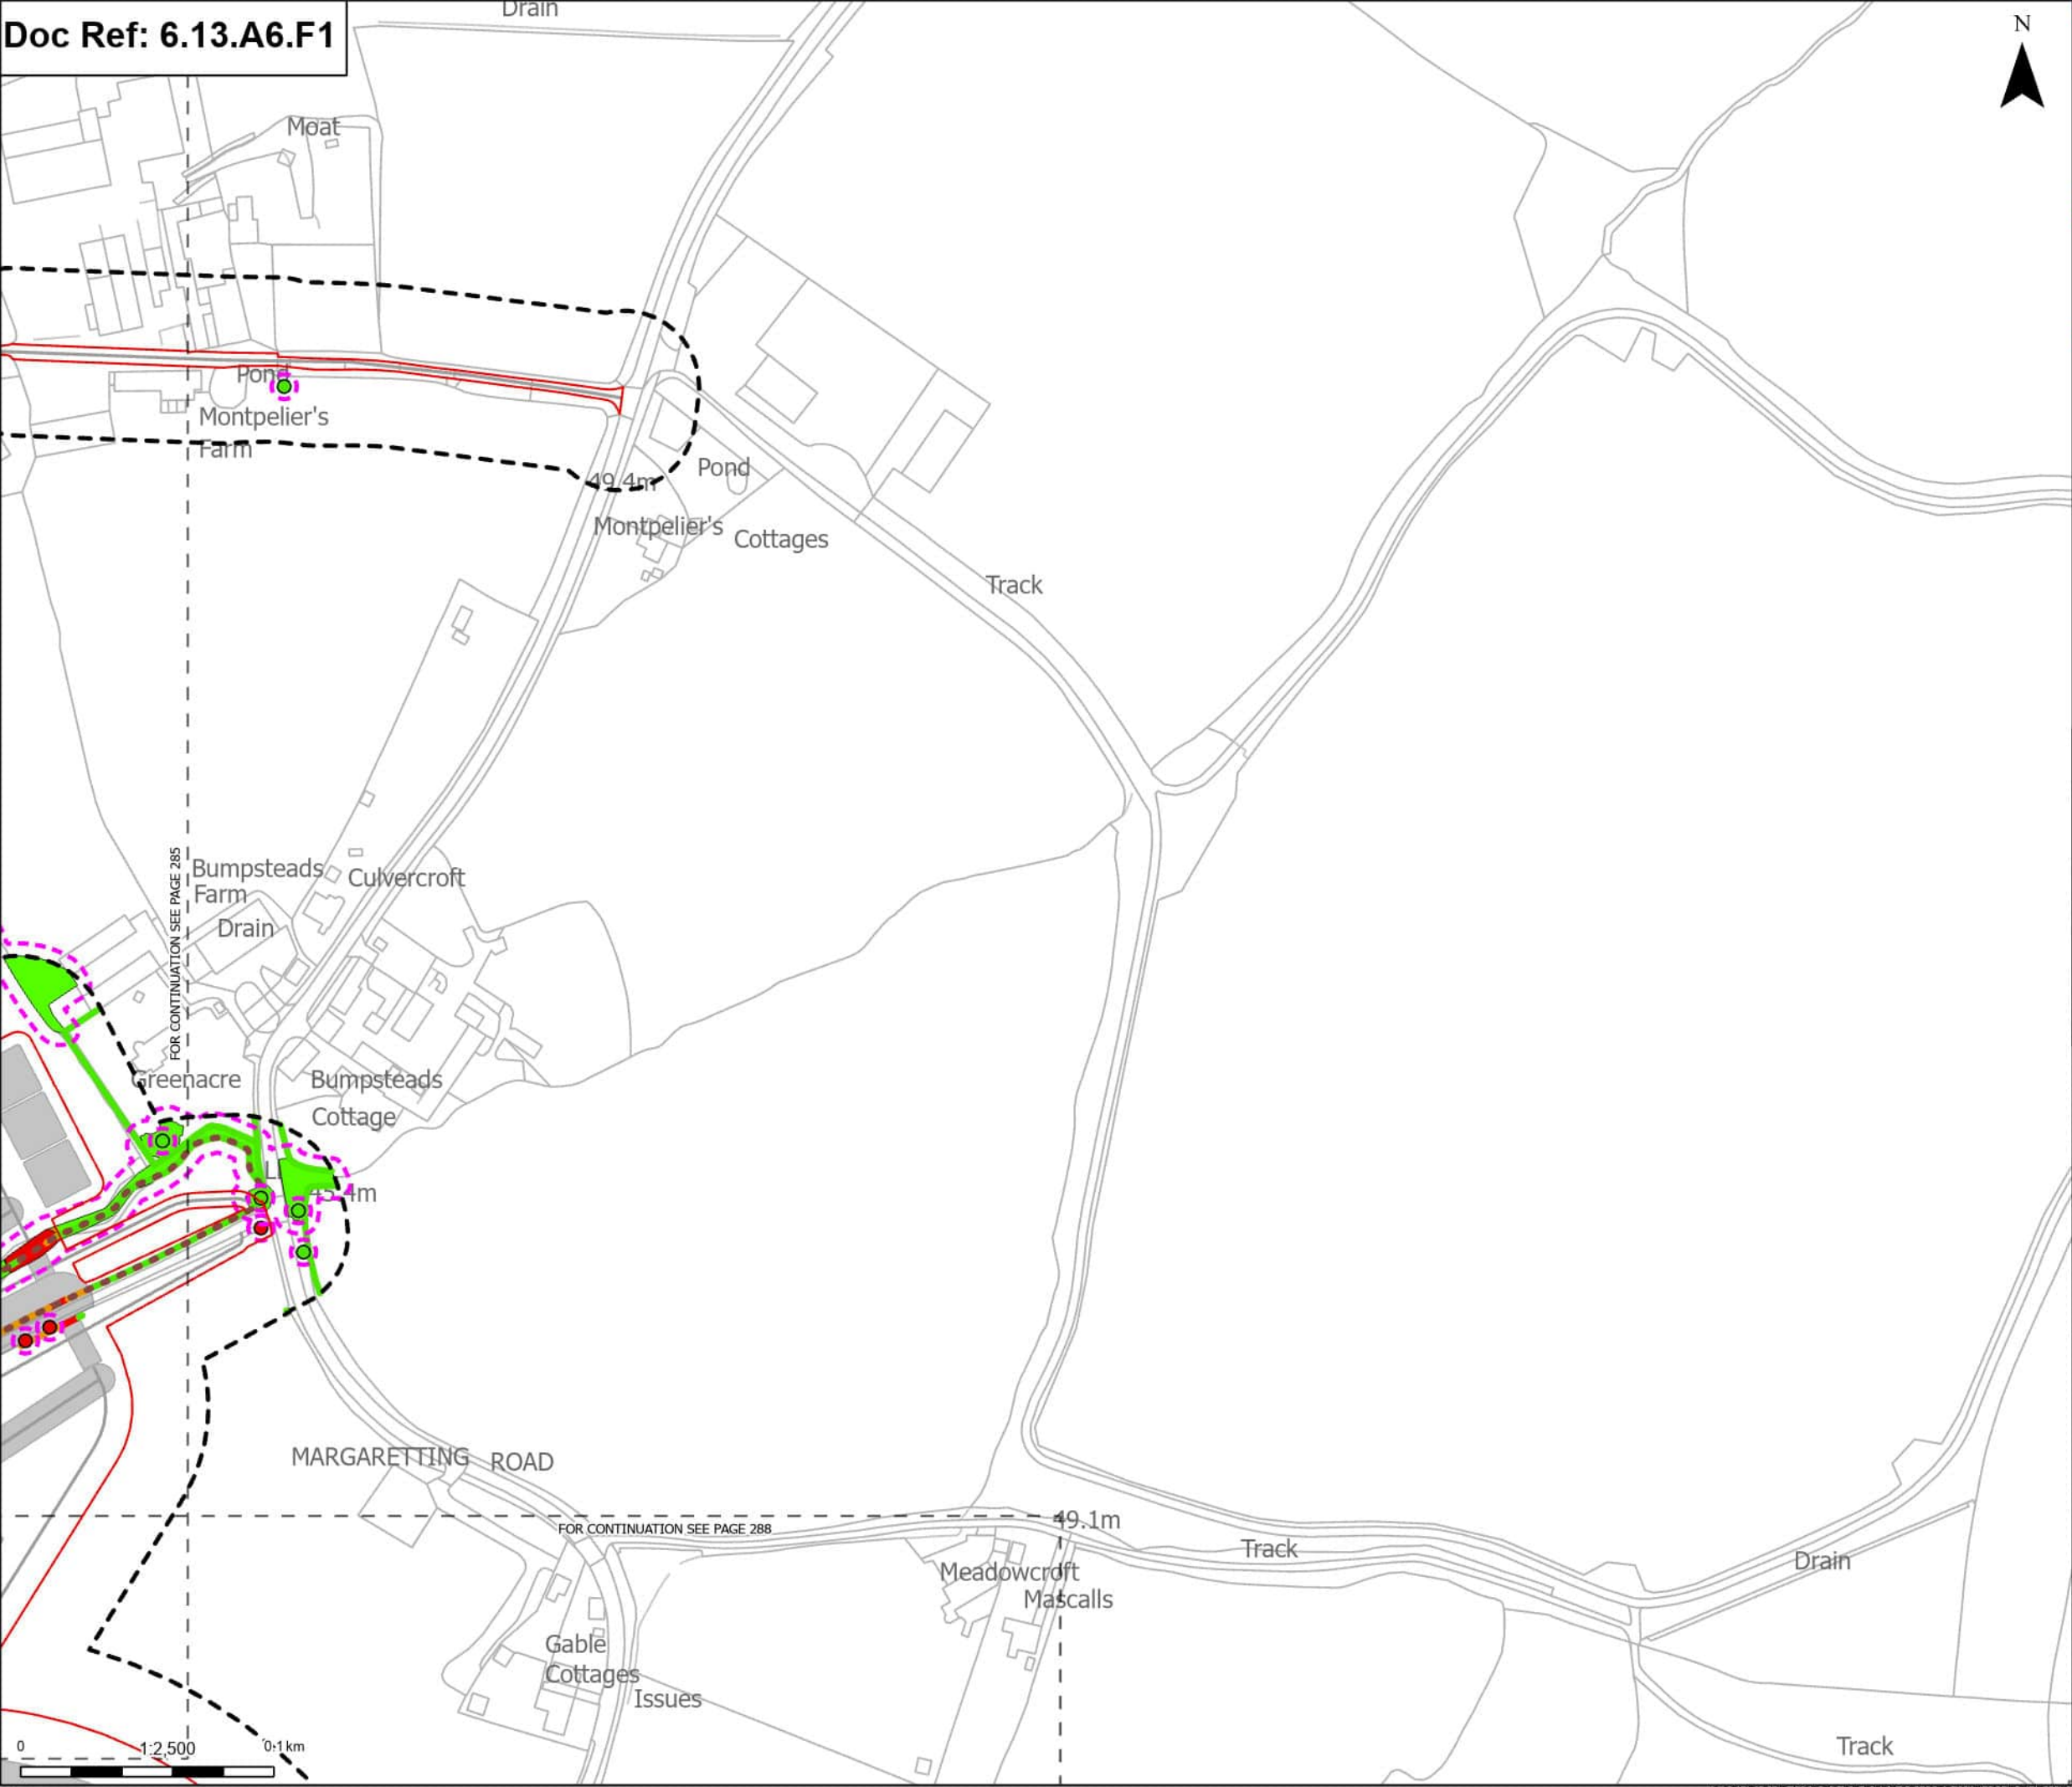 Drain
Doc Ref: 6.13.A6.F1
N
Moat
Pond
Montpelier's
Farm
Pond
49.4m
Montpelier's
Cottages
Track
FOR CONTINUATION SEE PAGE 285
Bumpsteads
Farm
Culvercroft
Drain
Greenacre
Bumpsteads
Cottage
MARGARETTING ROAD
FOR CONTINUATION SEE PAGE 288
49.1m
Track
Drain
Meadowcroft
Mascalls
Gable
Cottages
Issues
Track
0 1:2,500 0.1 km